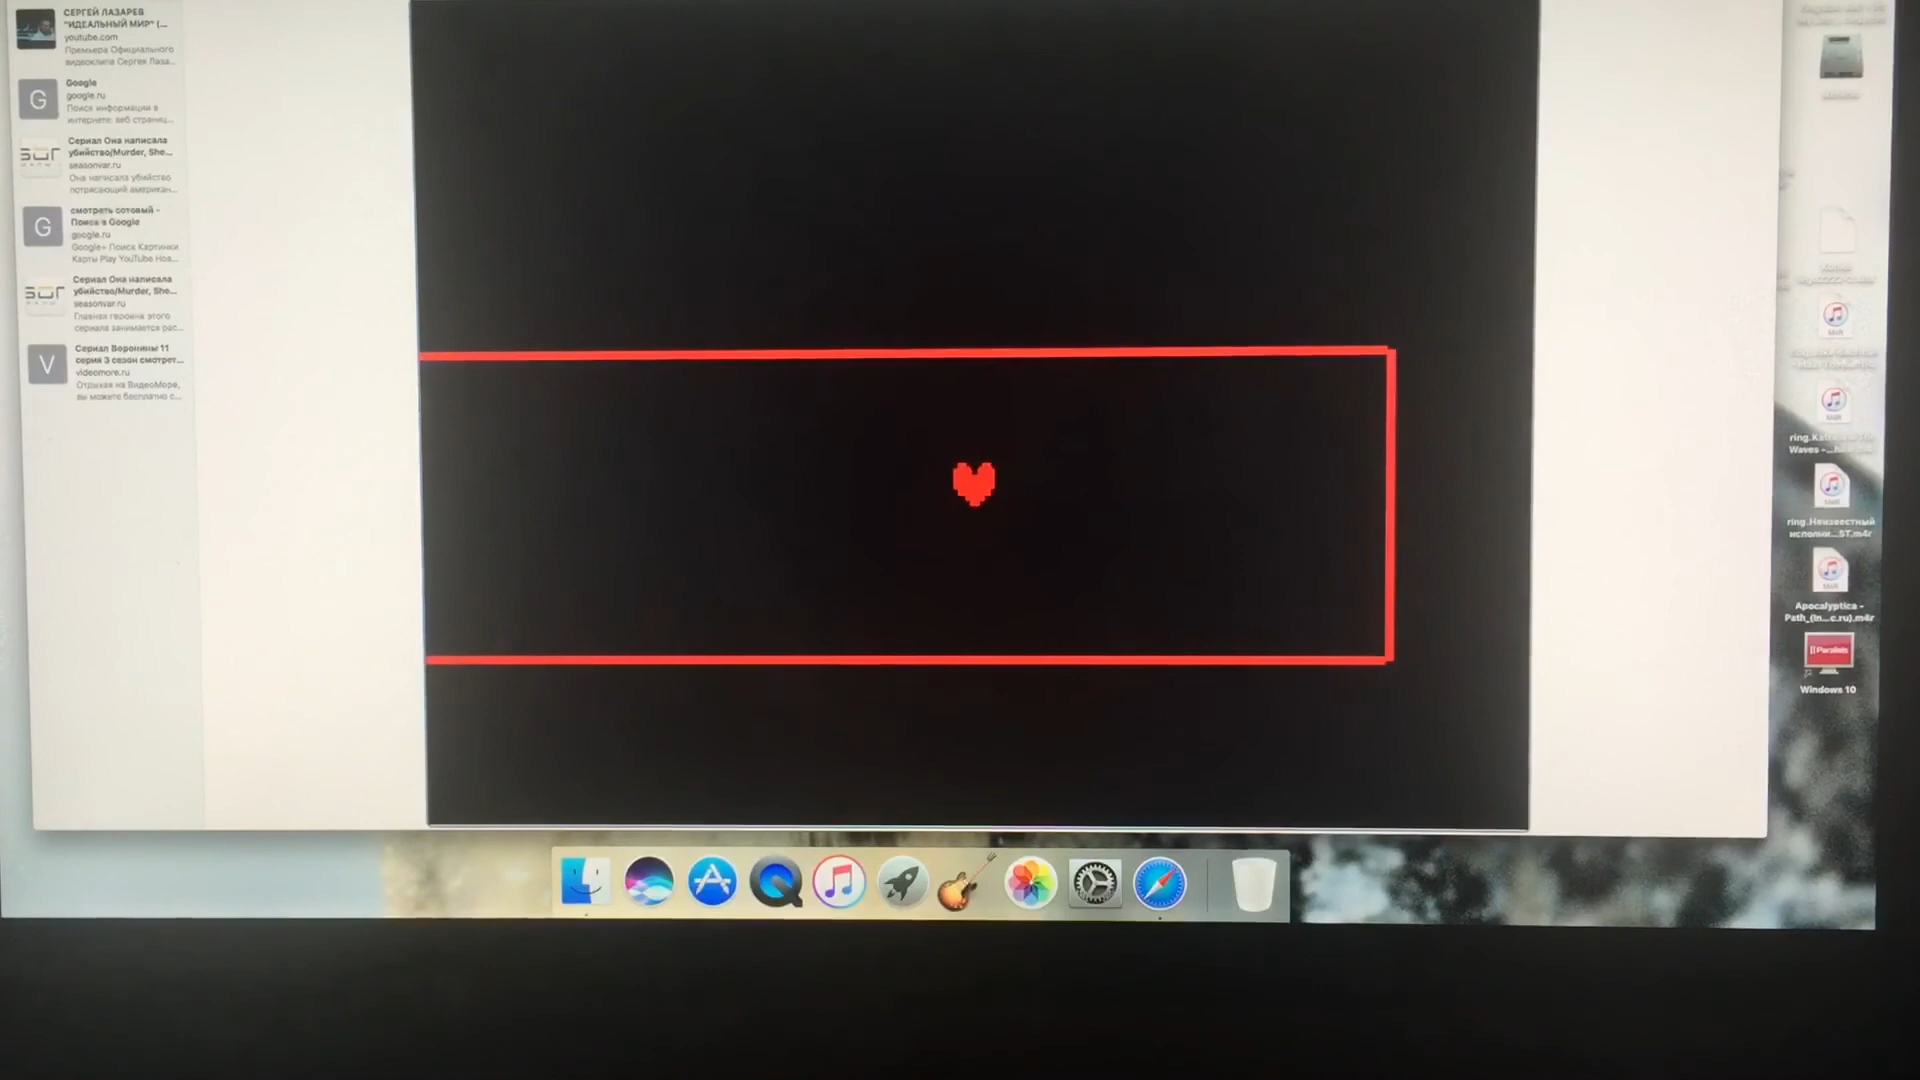 СЕРГЕЙ ЛАЗАРЕВ
"ИДЕАЛЬНЫЙ МИР" (...
youtube.com
Премьера Официального
видеоклипа Сергея Лаза...
G
Google
google.ru
Поиск информации в
интернете: веб страниц...
Сериал Она написала
убийство/Murder, She...
seasonvar.ru
Она написала убийство
потрясающий американ...
G
смотреть сотовый -
Поиск в Google
google.ru
Google+ Поиск Картинки
Карты Play YouTube Нов...
Сериал Она написала
убийство/Murder, She...
seasonvar.ru
Главная героиня этого
сериала занимается рас...
V
Сериал Воронины 11
серия 3 сезон смотрет...
videomore.ru
Отдыхая на ВидеоМоре,
вы можете бесплатно с...
Waves -
ring.Неизвестный
исполни...ST.m4r
Apocalyptica -
Path_(In...c.ru).m4r
Parallels
Windows 10